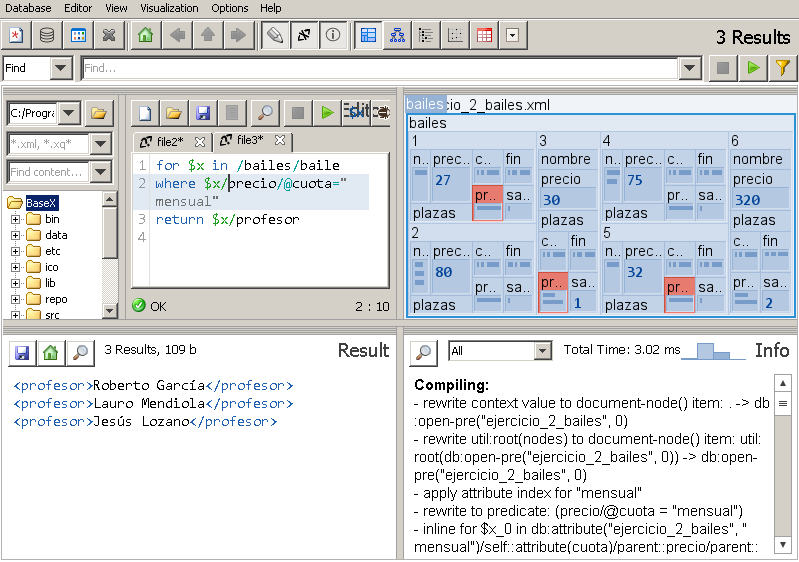 Database Editor View Visualization Options Help
3 Results
Find Find...
C:/Progra
*.xml, *.xq*
Find content...
BaseX
bin
data
etc
ico
lib
repo
src
file2* file3*
1 for $x in /bailes/baile
2 where $x/precio/@cuota="
mensual"
3 return $x/profesor
4
OK 2 : 10
bailes cio_2_bailes.xml
bailes
1 3 4 6
n.. prec.. c.. fin nombre n.. prec.. c.. fin nombre
27 precio 75 precio
pr.. sa.. 30 pr.. sa.. 320
plazas plazas plazas plazas
2 5
prec.. c.. fin c.. fin n.. prec.. c.. fin c.. fin
80 32
pr.. sa.. pr.. sa.. pr.. sa.. pr.. sa..
plazas 1 plazas 2
3 Results, 109 b Result
<profesor>Roberto García</profesor>
<profesor>Lauro Mendiola</profesor>
<profesor>Jesús Lozano</profesor>
All Total Time: 3.02 ms Info
Compiling:
- rewrite context value to document-node() item: . -> db
:open-pre("ejercicio_2_bailes", 0)
- rewrite util:root(nodes) to document-node() item: util:
root(db:open-pre("ejercicio_2_bailes", 0)) -> db:open-
pre("ejercicio_2_bailes", 0)
- apply attribute index for "mensual"
- rewrite to predicate: (precio/@cuota = "mensual")
- inline for $x_0 in db:attribute("ejercicio_2_bailes", "
mensual")/self::attribute(cuota)/parent::precio/parent::